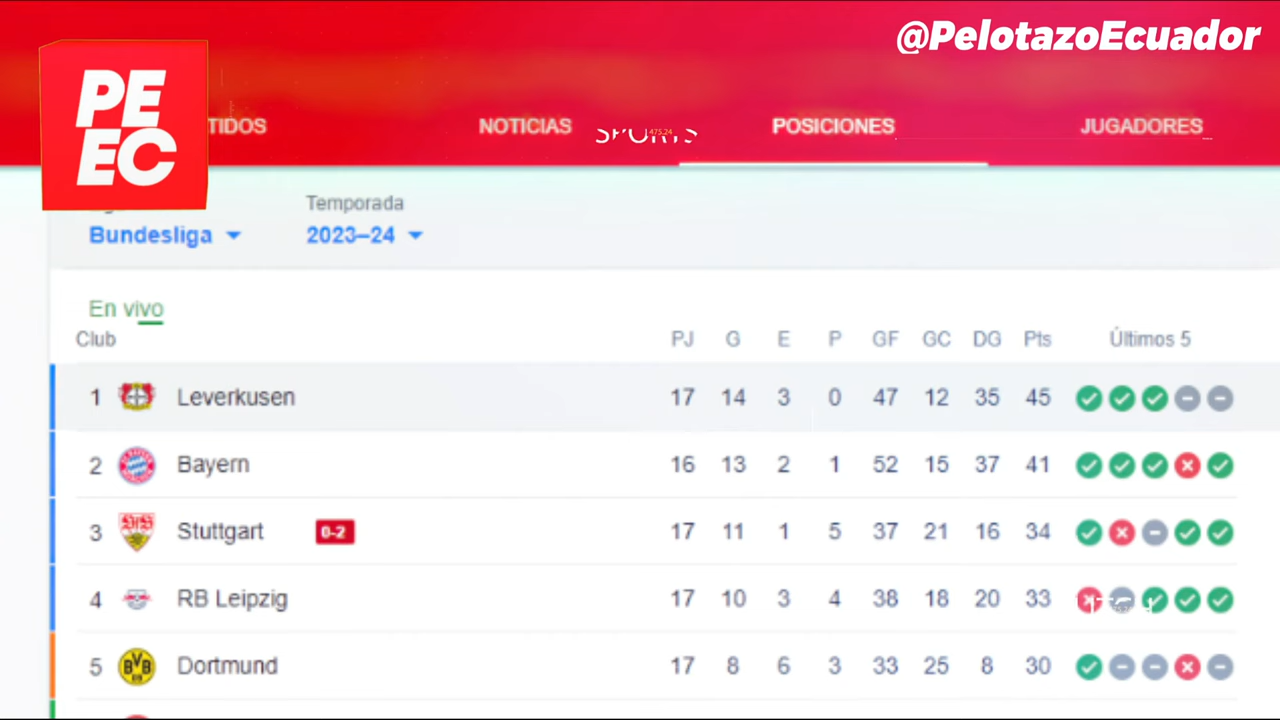 @PelotazoEcuador
PE
EC
TIDOS NOTICIAS SPORTS POSICIONES JUGADORES
475.24
Temporada
Bundesliga 2023–24
En vivo
Club PJ G E P GF GC DG Pts Últimos 5
1 Leverkusen 17 14 3 0 47 12 35 45
2 Bayern 16 13 2 1 52 15 37 41
3 Stuttgart 0-2 17 11 1 5 37 21 16 34
4 RB Leipzig 17 10 3 4 38 18 20 33
5 Dortmund 17 8 6 3 33 25 8 30